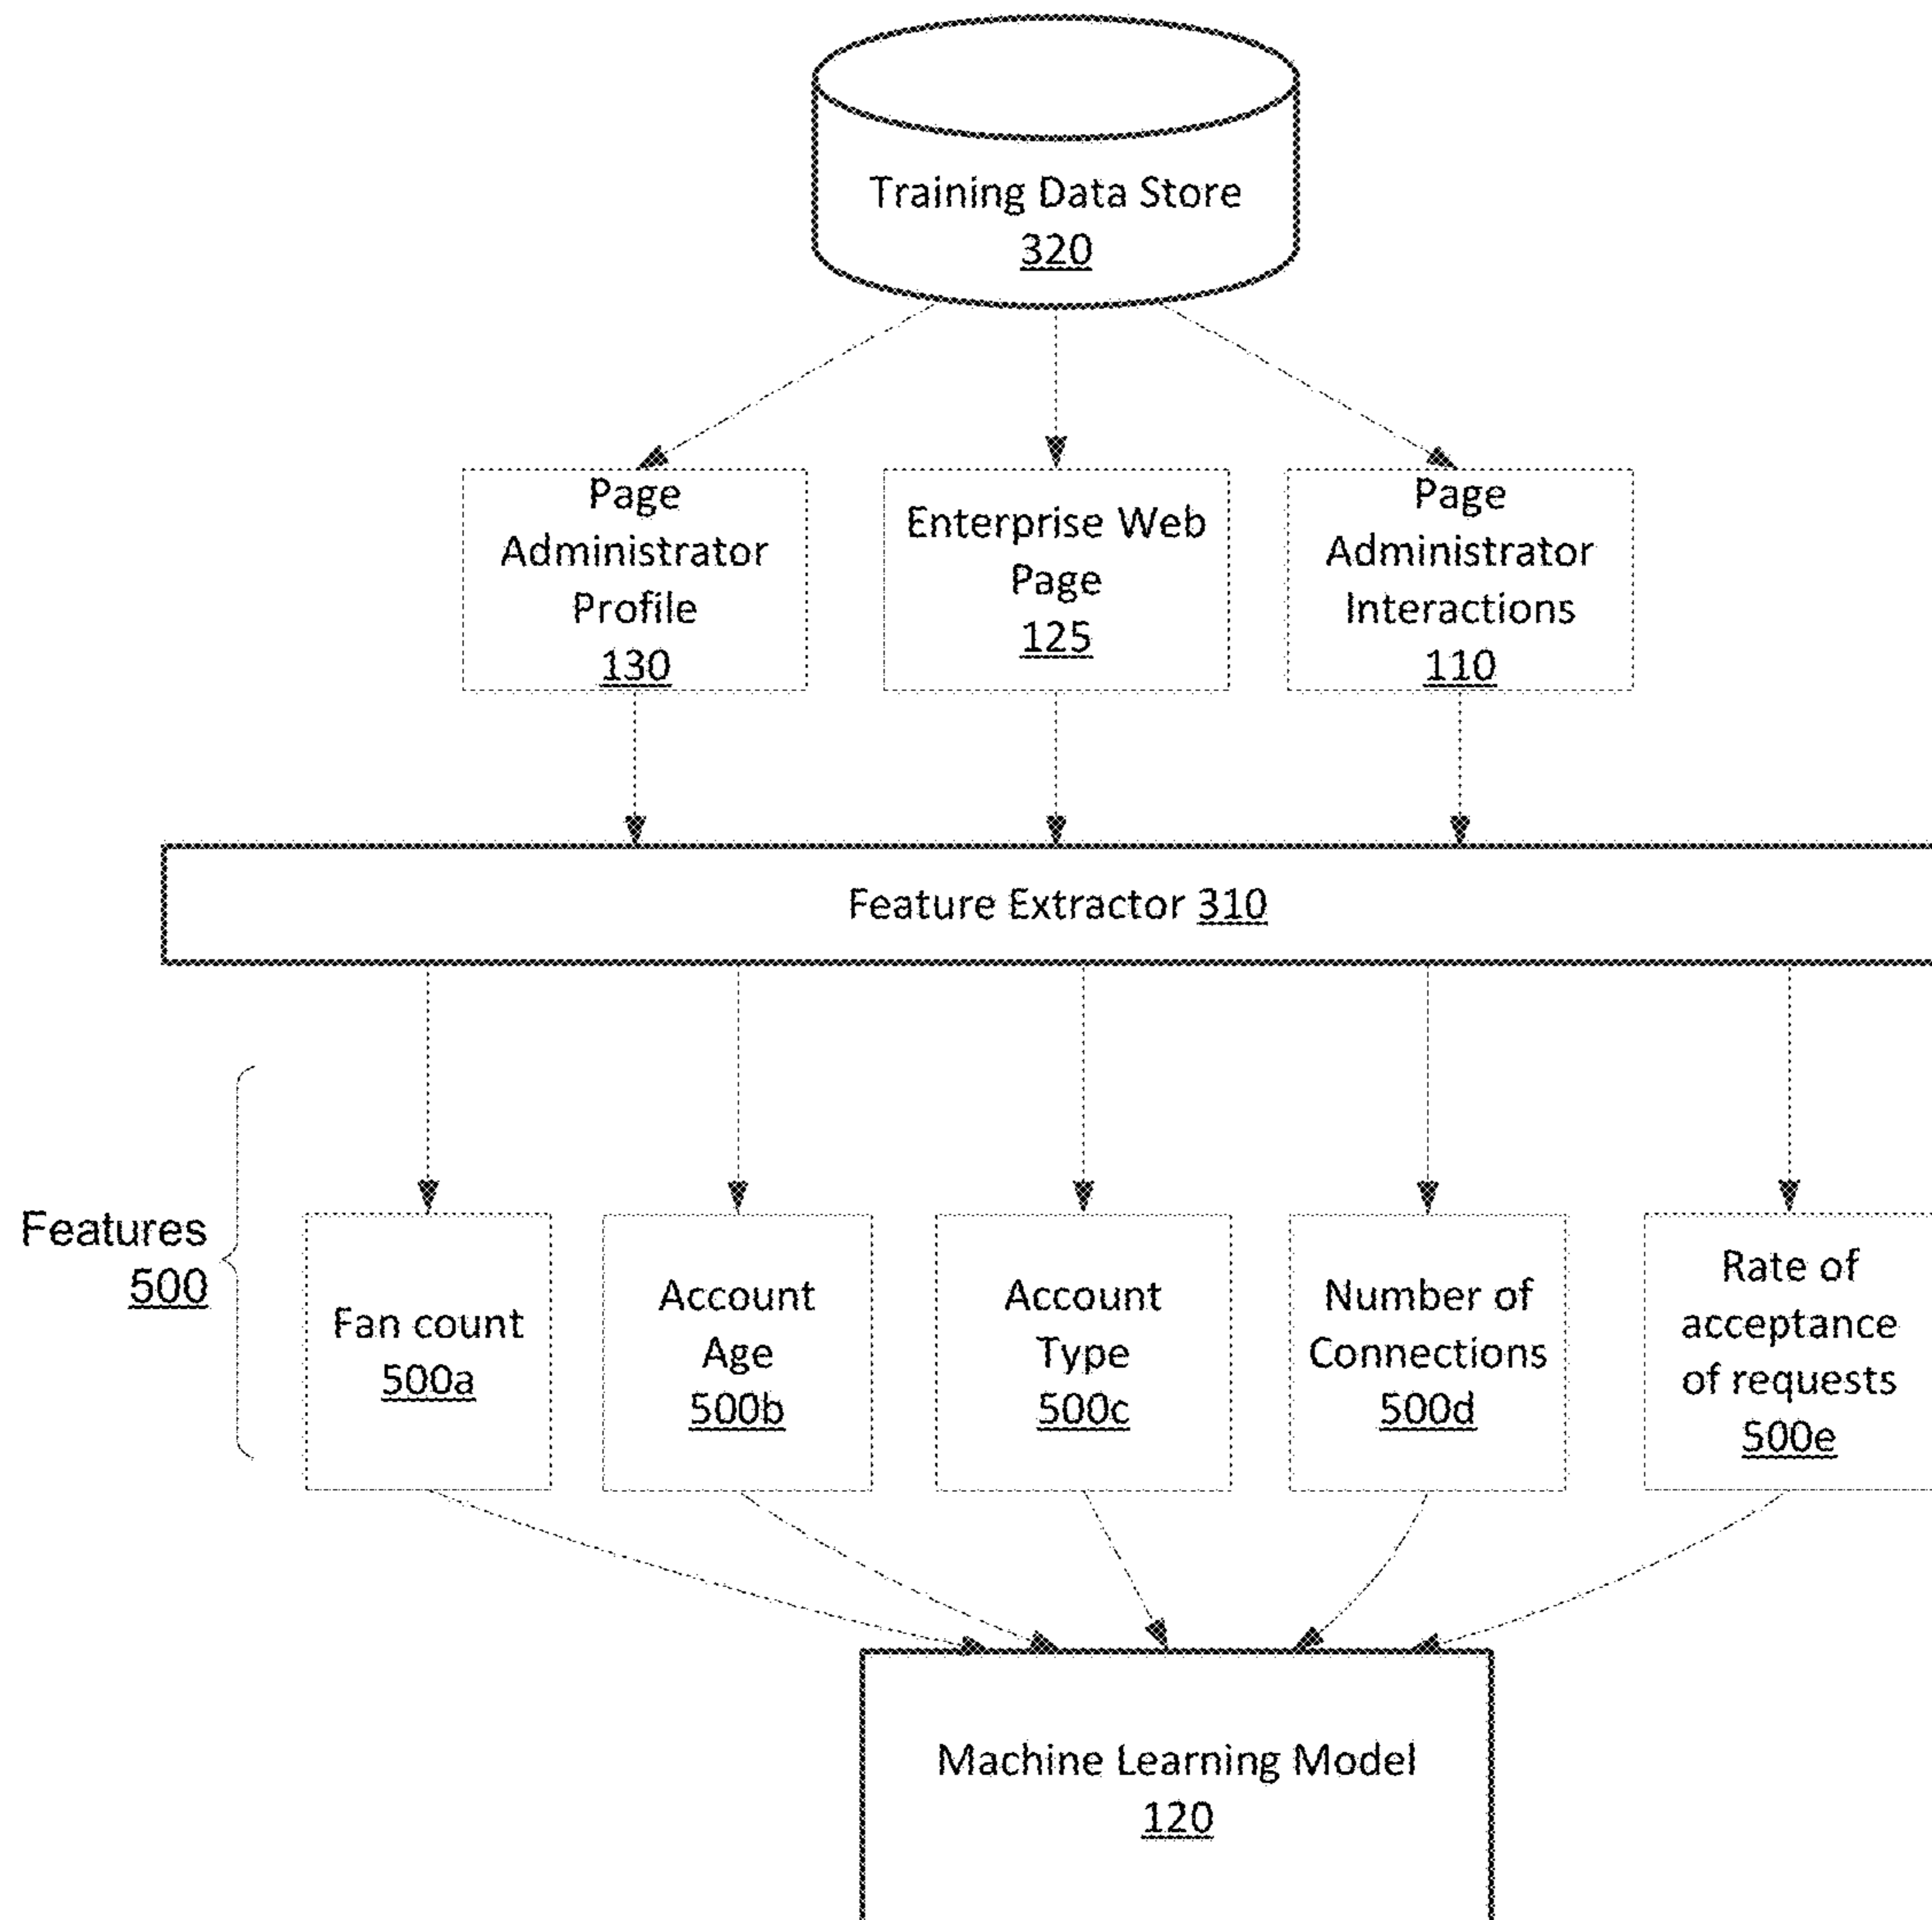 Training Data Store
320
Page
Administrator
Profile
130
Enterprise Web
Page
125
Page
Administrator
Interactions
110
Feature Extractor 310
Features
500
Fan count
500a
Account
Age
500b
Account
Type
500c
Number of
Connections
500d
Rate of
acceptance
of requests
500e
Machine Learning Model
120